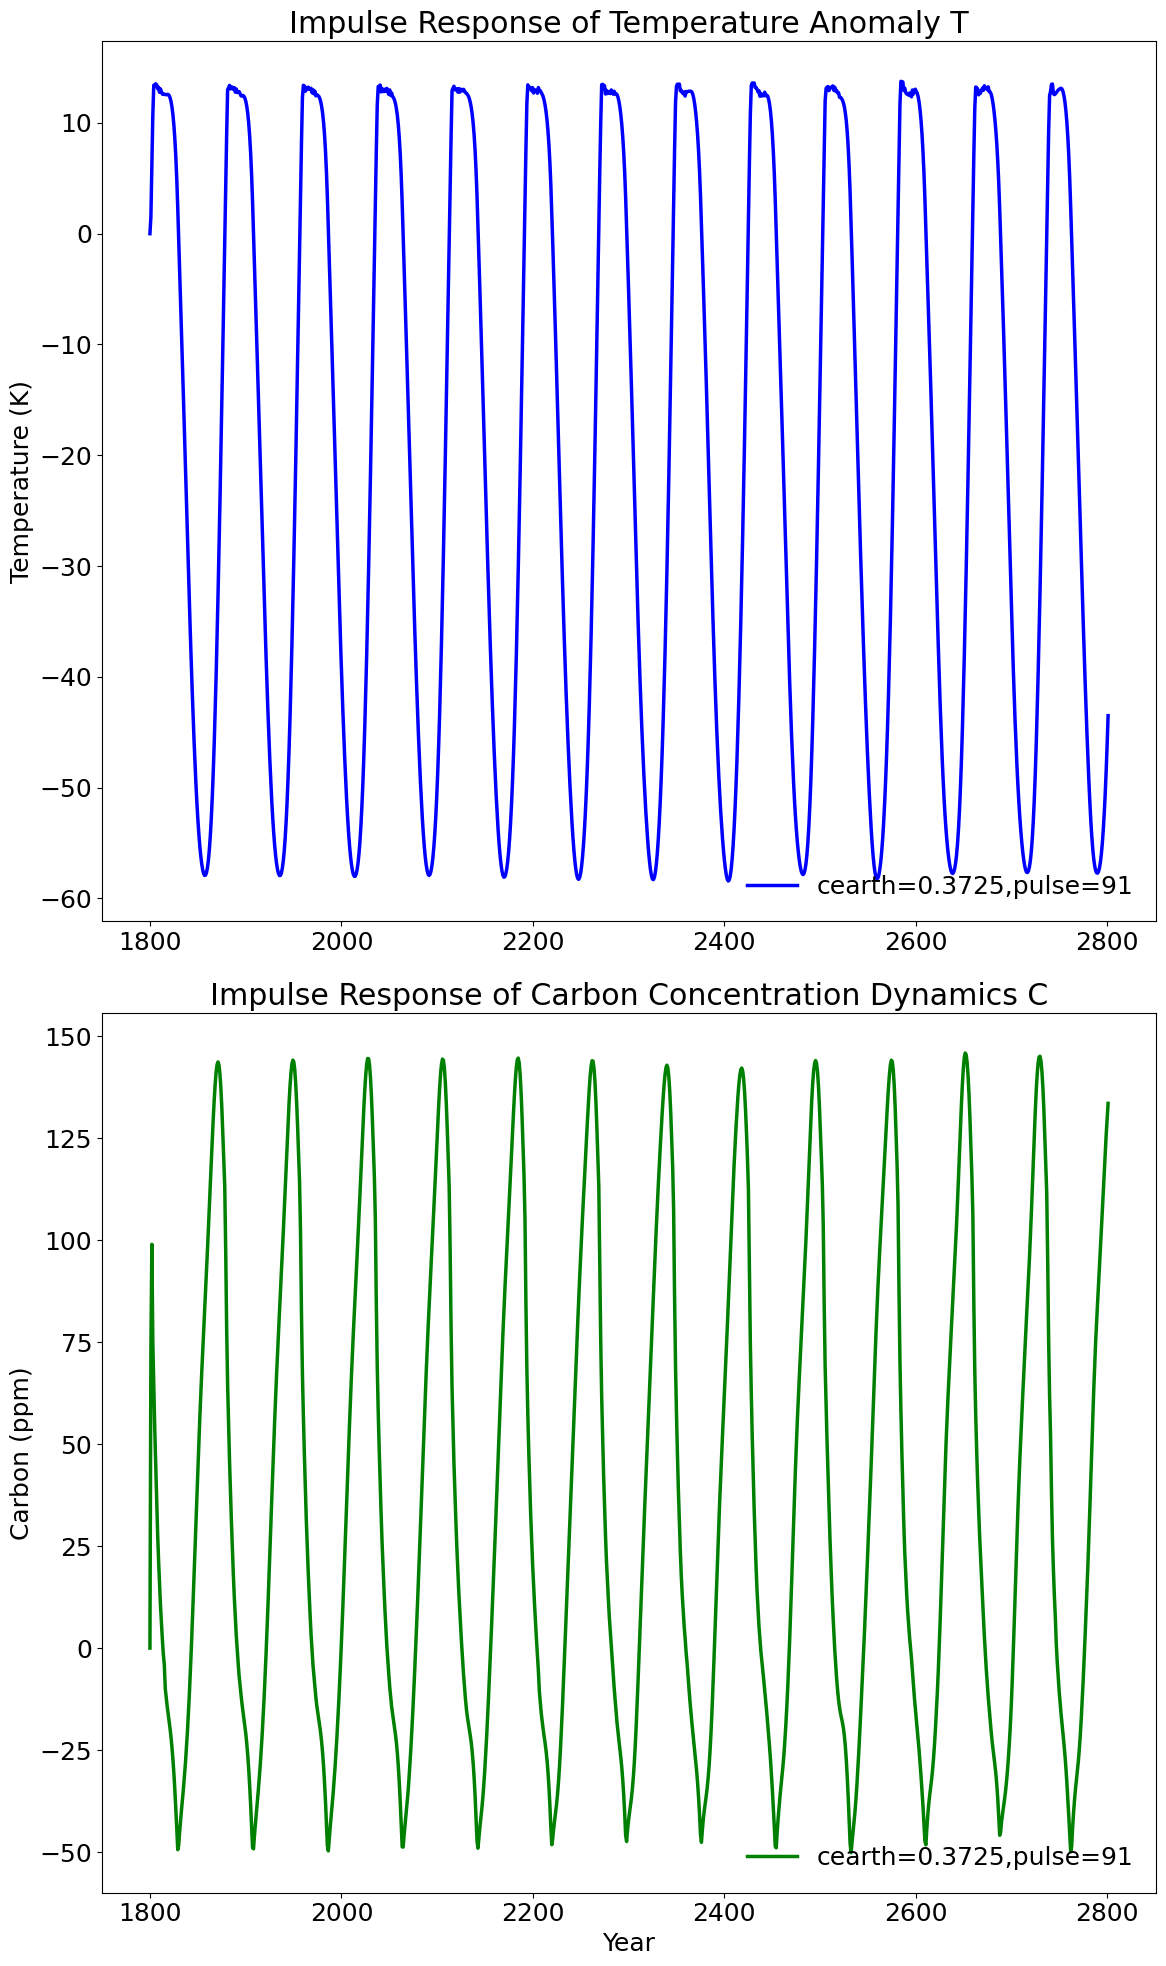 Impulse Response of Temperature Anomaly T
Temperature (K)
10
0
−10
−20
−30
−40
−50
−60
cearth=0.3725,pulse=91
1800 2000 2200 2400 2600 2800
Impulse Response of Carbon Concentration Dynamics C
Carbon (ppm)
150
125
100
75
50
25
0
−25
−50
cearth=0.3725,pulse=91
1800 2000 2200 2400 2600 2800
Year